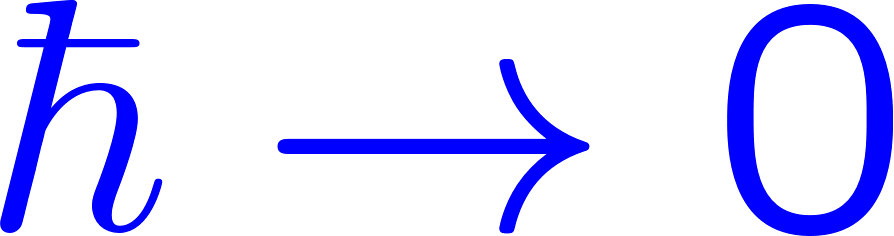 ℏ → 0